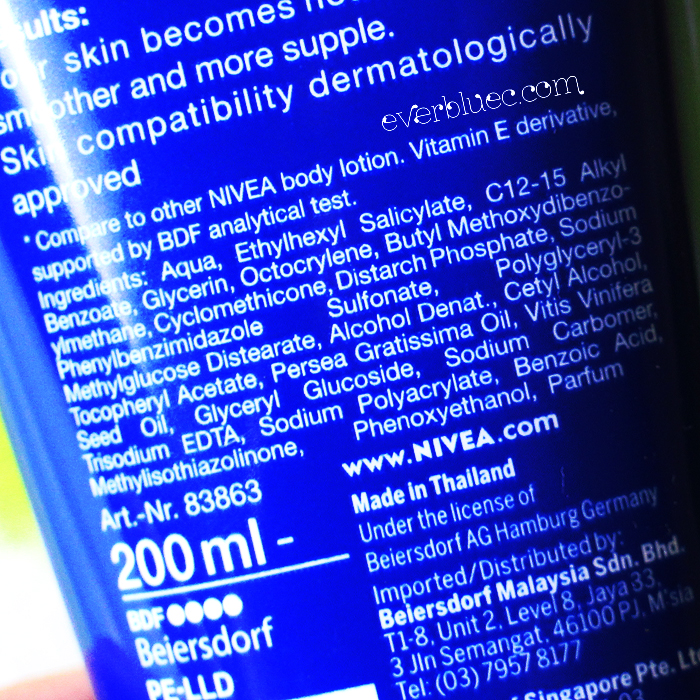 skin becomes
smoother and more supple.
Skin compatibility dermatologically
approved
everbluec.com
* Compare to other NIVEA body lotion. Vitamin E derivative,
supported by BDF analytical test.
Ingredients: Aqua, Ethylhexyl Salicylate, C12-15 Alkyl
Benzoate, Glycerin, Octocrylene, Butyl Methoxydibenzo-
ylmethane, Cyclomethicone, Distarch Phosphate, Sodium
Phenylbenzimidazole Sulfonate, Polyglyceryl-3
Methylglucose Distearate, Alcohol Denat., Cetyl Alcohol,
Tocopheryl Acetate, Persea Gratissima Oil, Vitis Vinifera
Seed Oil, Glyceryl Glucoside, Sodium Carbomer,
Trisodium EDTA, Sodium Polyacrylate, Benzoic Acid,
Methylisothiazolinone, Phenoxyethanol, Parfum
www.NIVEA.com
Art.-Nr. 83863
200 ml -
BDF
Beiersdorf
PE-LLD
Made in Thailand
Under the license of
Beiersdorf AG Hamburg Germany
Imported/Distributed by:
Beiersdorf Malaysia Sdn. Bhd.
T1-8, Unit 2, Level 8, Jaya 33,
3 Jln Semangat, 46100 PJ, M'sia
Tel: (03) 7957 8177
Singapore Pte.